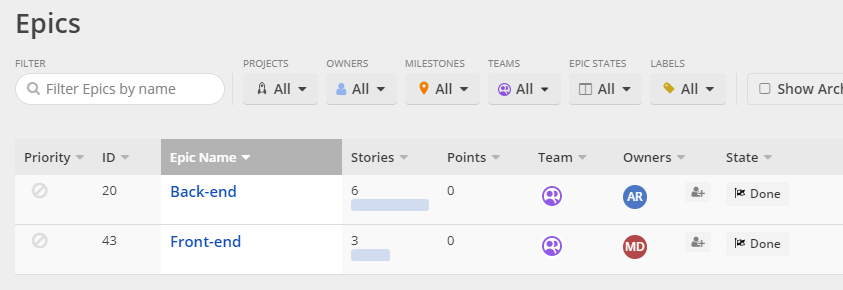 Epics
FILTER PROJECTS OWNERS MILESTONES TEAMS EPIC STATES LABELS
Filter Epics by name All All All All All All Show Arch
Priority ID Epic Name Stories Points Team Owners State
20 Back-end 6 0 AR Done
43 Front-end 3 0 MD Done